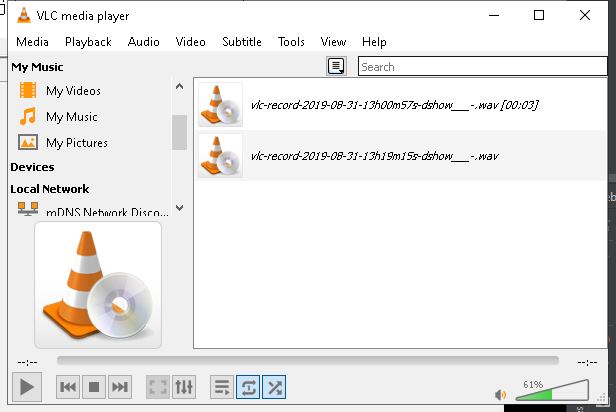 VLC media player
Media Playback Audio Video Subtitle Tools View Help
My Music
Search
My Videos
My Music
My Pictures
Devices
Local Network
mDNS Network Disco...
vlc-record-2019-08-31-13h00m57s-dshow___-.wav [00:03]
vlc-record-2019-08-31-13h19m15s-dshow___-.wav
--:--
--:--
61%